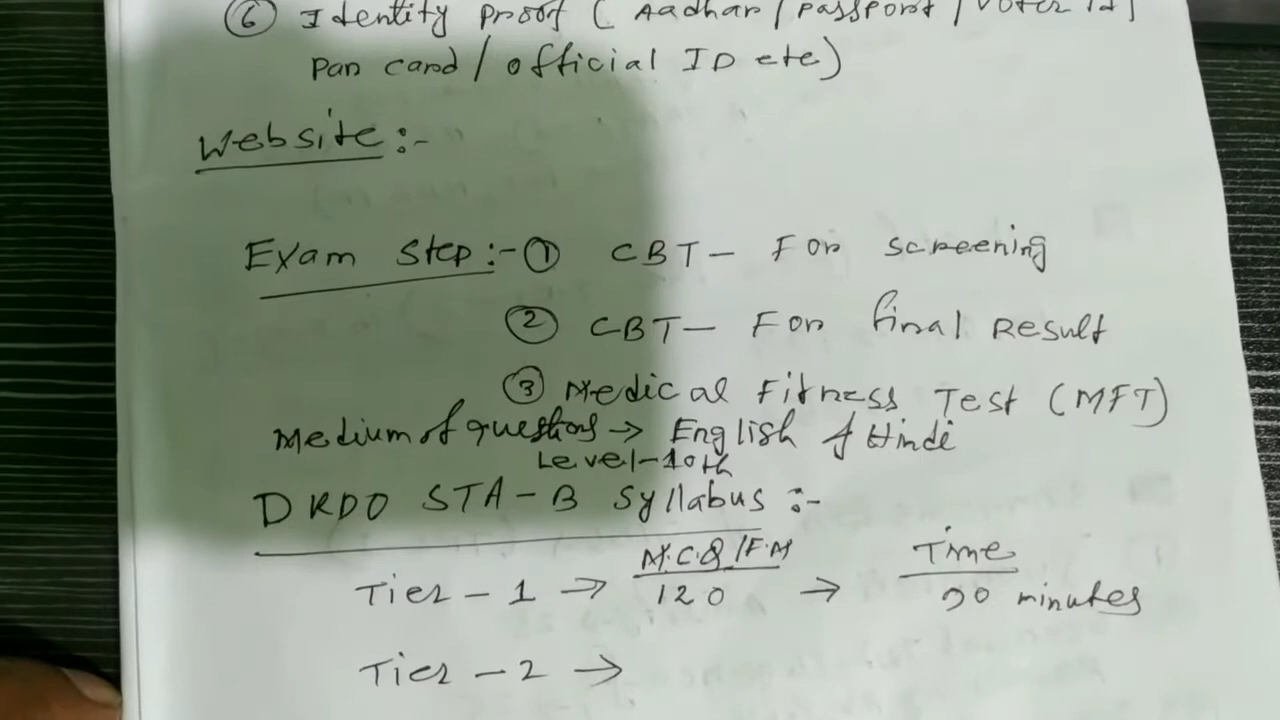 ⑥ Identity Proof ( Aadhar / Passport / Voter Id /
Pan card / official ID etc)
Website :-
Exam Step :- ① CBT - For Screening
② CBT - For final Result
③ Medical Fitness Test (MFT)
Medium of questions → English & Hindi
Level-10th
DRDO STA-B Syllabus :-
M.C.Q /F.M Time
Tier - 1 → 120 → 90 minutes
Tier - 2 →